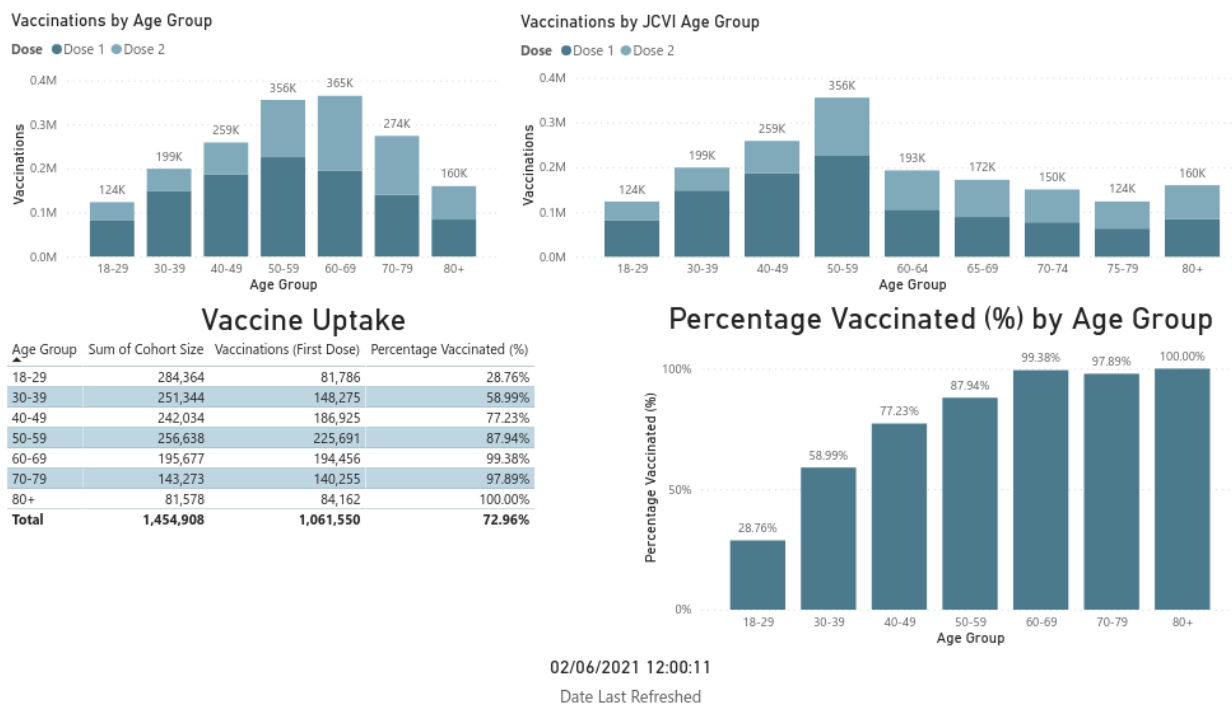 Vaccinations by Age Group
Dose Dose 1 Dose 2
0.4M
0.3M
0.2M
0.1M
0.0M
Vaccinations
124K
199K
259K
356K
365K
274K
160K
18-29 30-39 40-49 50-59 60-69 70-79 80+
Age Group
Vaccinations by JCVI Age Group
Dose Dose 1 Dose 2
0.4M
0.3M
0.2M
0.1M
0.0M
Vaccinations
124K
199K
259K
356K
193K
172K
150K
124K
160K
18-29 30-39 40-49 50-59 60-64 65-69 70-74 75-79 80+
Age Group
Vaccine Uptake
Age Group Sum of Cohort Size Vaccinations (First Dose) Percentage Vaccinated (%)
18-29 284,364 81,786 28.76%
30-39 251,344 148,275 58.99%
40-49 242,034 186,925 77.23%
50-59 256,638 225,691 87.94%
60-69 195,677 194,456 99.38%
70-79 143,273 140,255 97.89%
80+ 81,578 84,162 100.00%
Total 1,454,908 1,061,550 72.96%
Percentage Vaccinated (%) by Age Group
100%
50%
0%
Percentage Vaccinated (%)
28.76%
58.99%
77.23%
87.94%
99.38%
97.89%
100.00%
18-29 30-39 40-49 50-59 60-69 70-79 80+
Age Group
02/06/2021 12:00:11
Date Last Refreshed